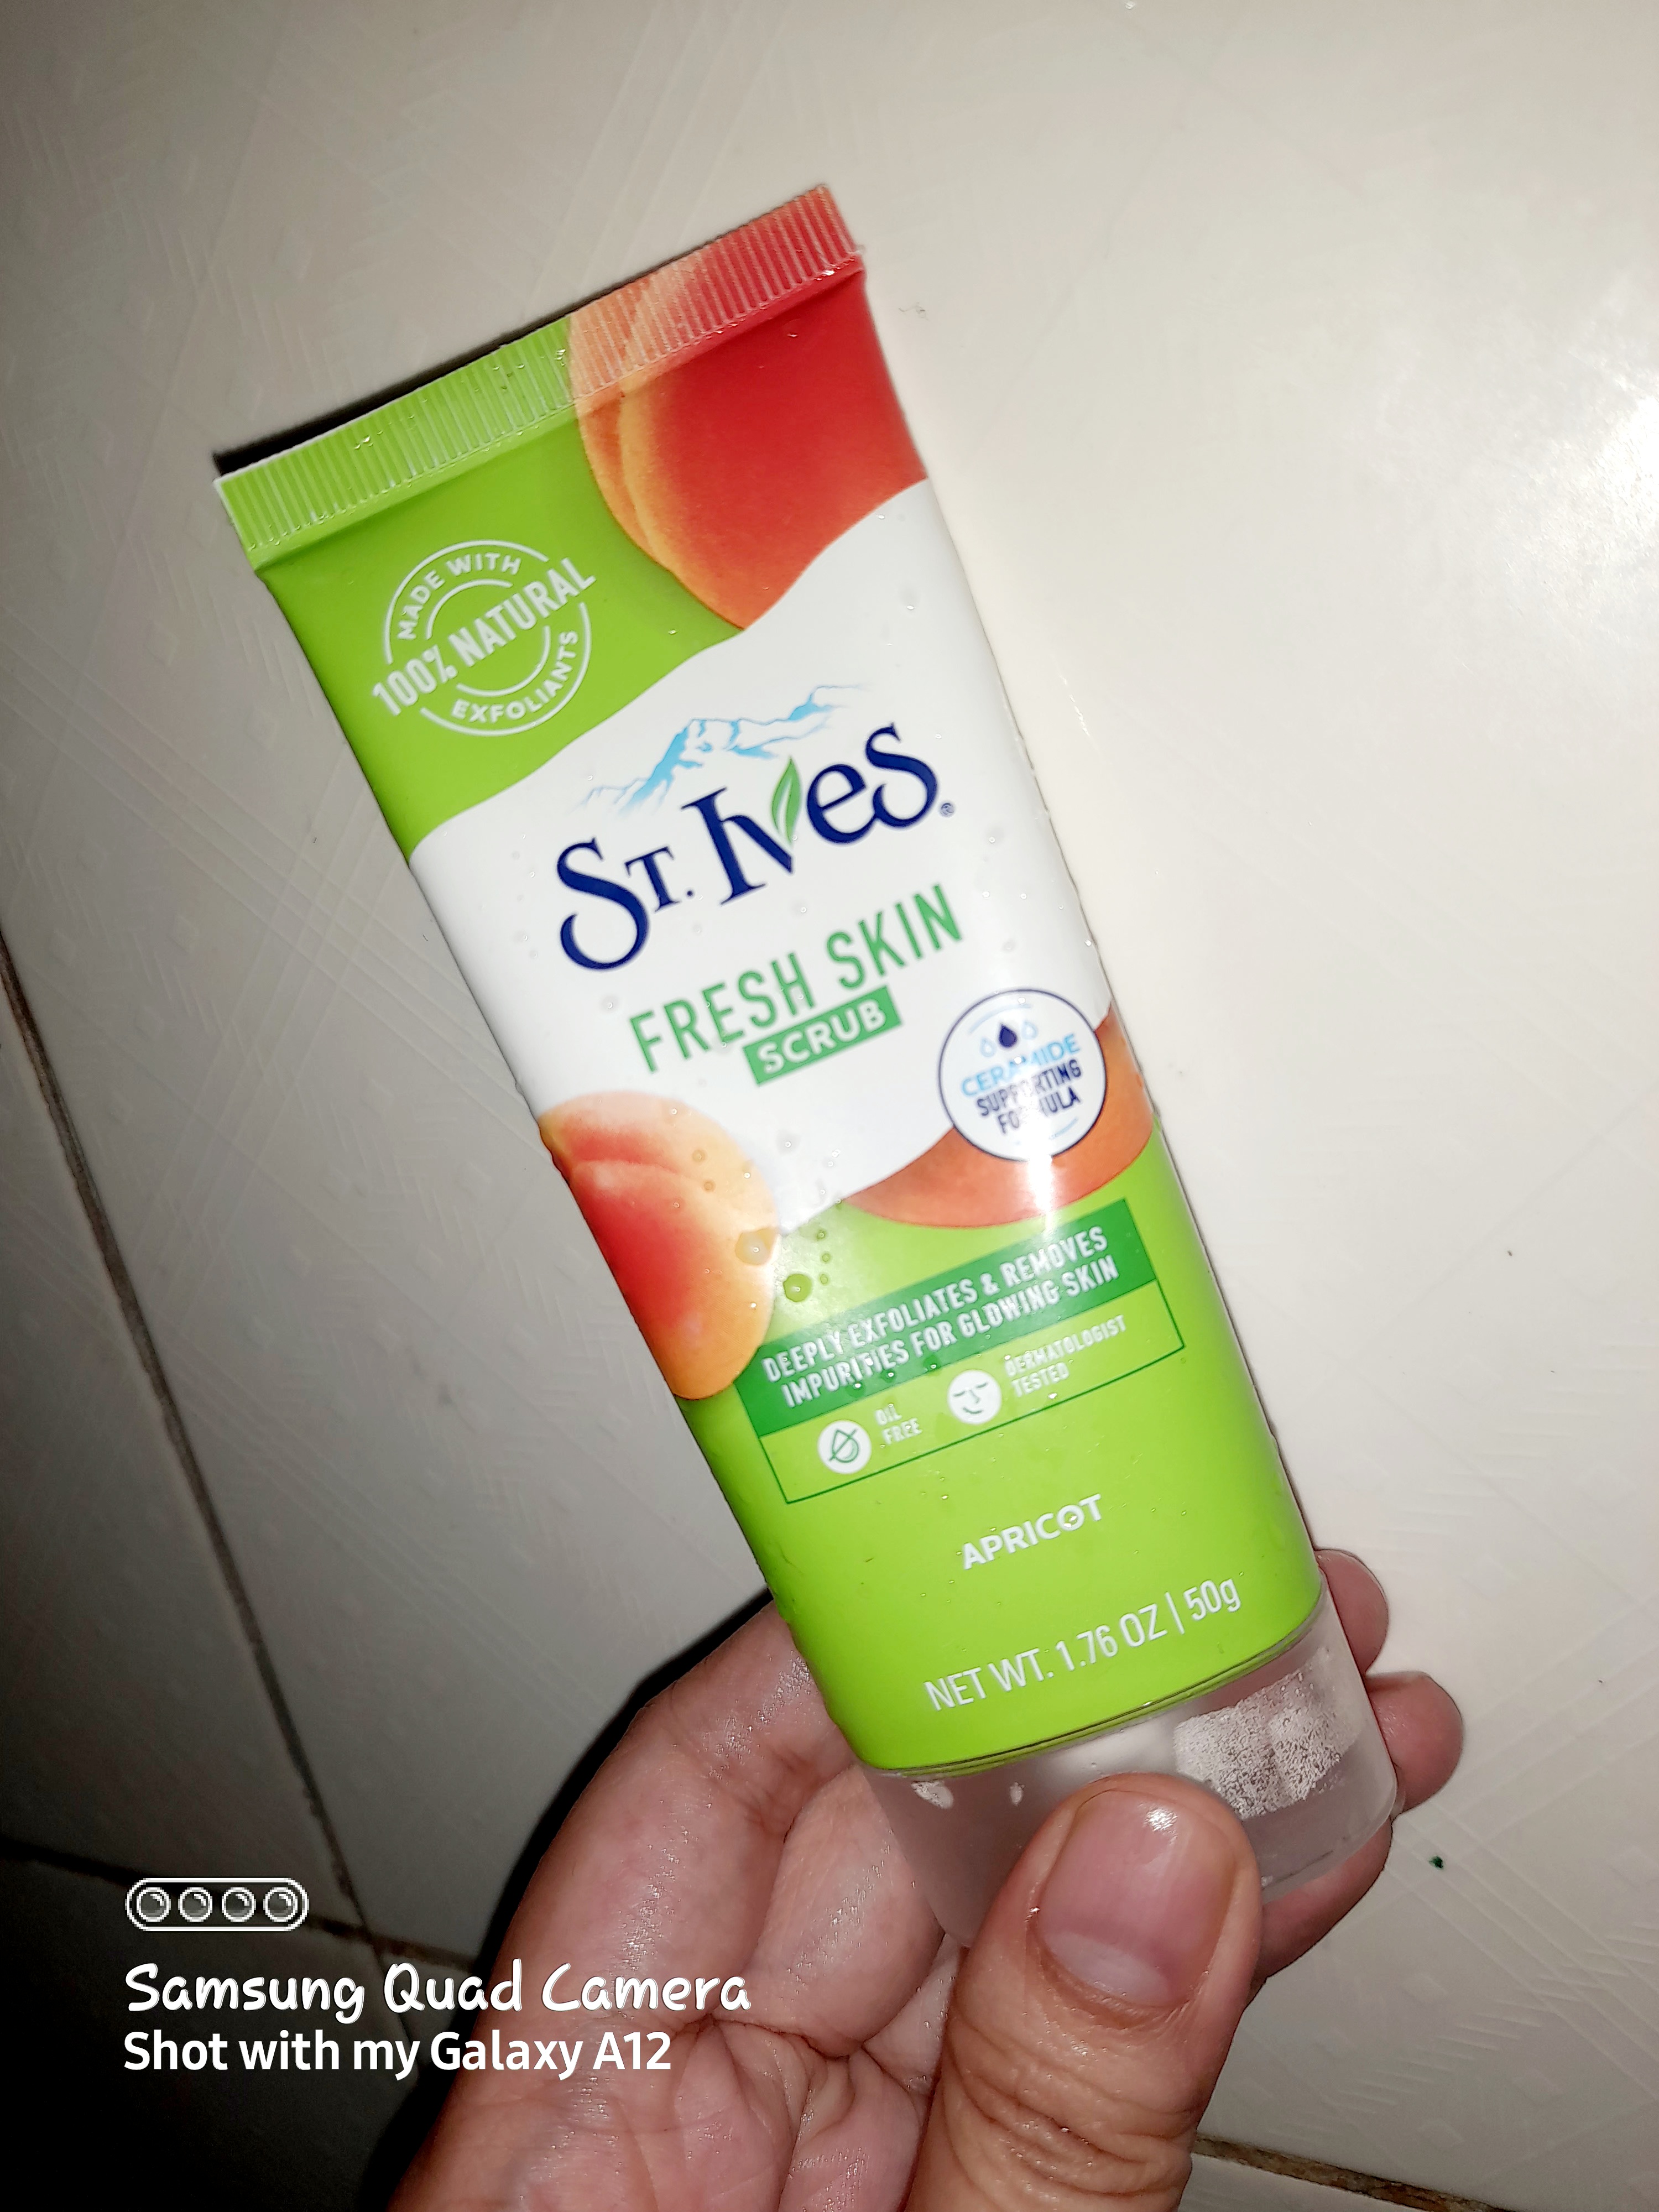 MADE WITH
100% NATURAL
EXFOLIANTS
ST. IVES®
FRESH SKIN
SCRUB
CERAMIDE
SUPPORTING
FORMULA
DEEPLY EXFOLIATES & REMOVES
IMPURITIES FOR GLOWING SKIN
OIL
FREE
DERMATOLOGIST
TESTED
APRICOT
NET WT. 1.76 OZ | 50g
Samsung Quad Camera
Shot with my Galaxy A12